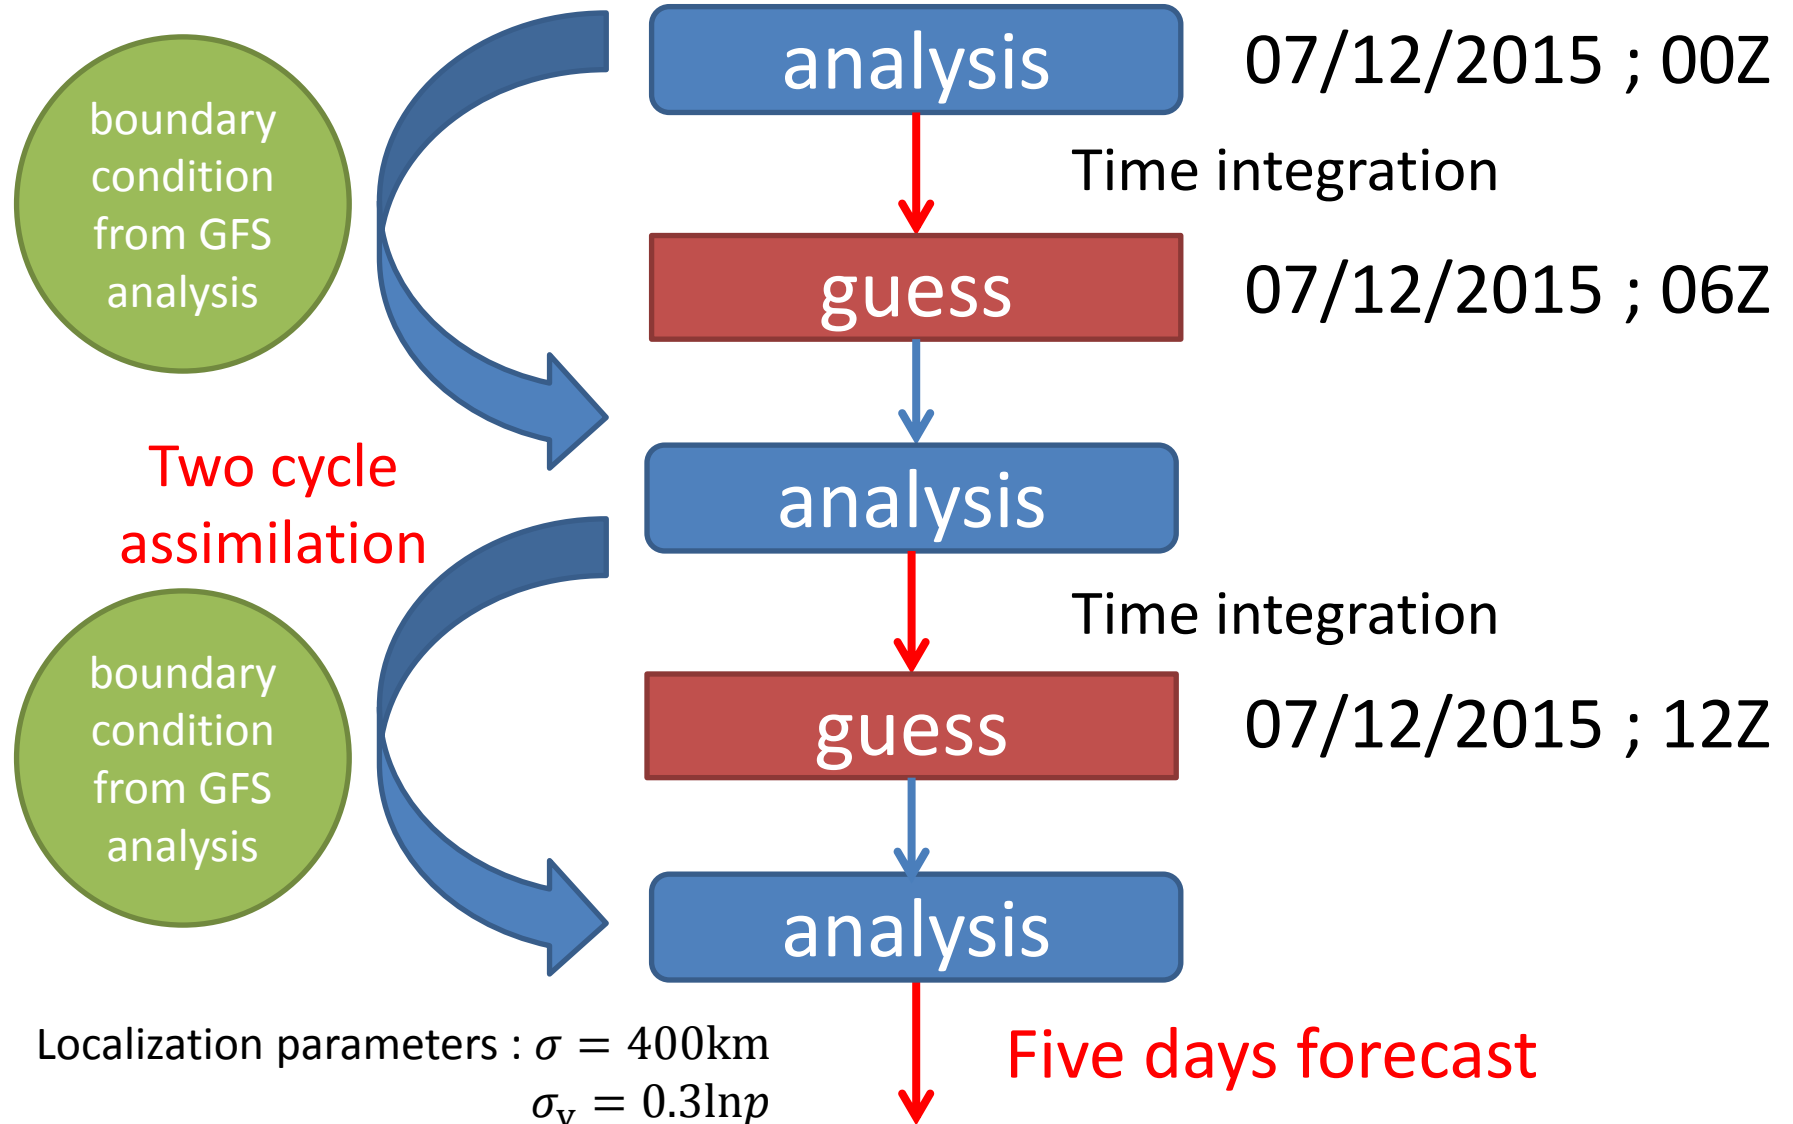 analysis
07/12/2015 ; 00Z
boundary
condition
from GFS
analysis
Time integration
guess
07/12/2015 ; 06Z
Two cycle
assimilation
analysis
Time integration
boundary
condition
from GFS
analysis
guess
07/12/2015 ; 12Z
analysis
Localization parameters : σ = 400km
σᵥ = 0.3lnp
Five days forecast